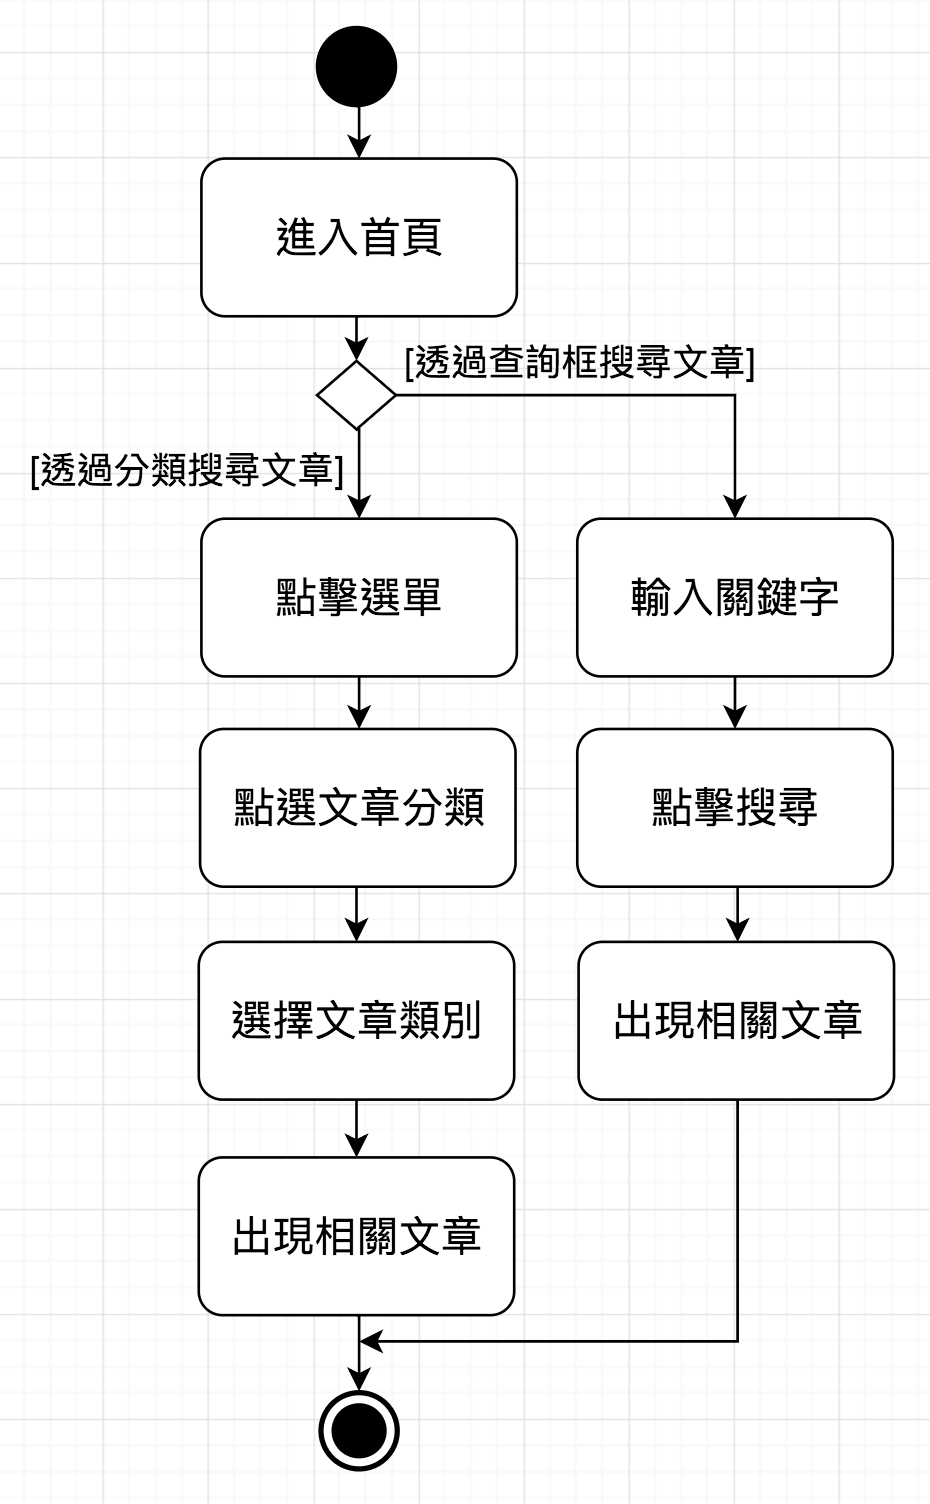 進入首頁
[透過查詢框搜尋文章]
[透過分類搜尋文章]
點擊選單
輸入關鍵字
點選文章分類
點擊搜尋
選擇文章類別
出現相關文章
出現相關文章